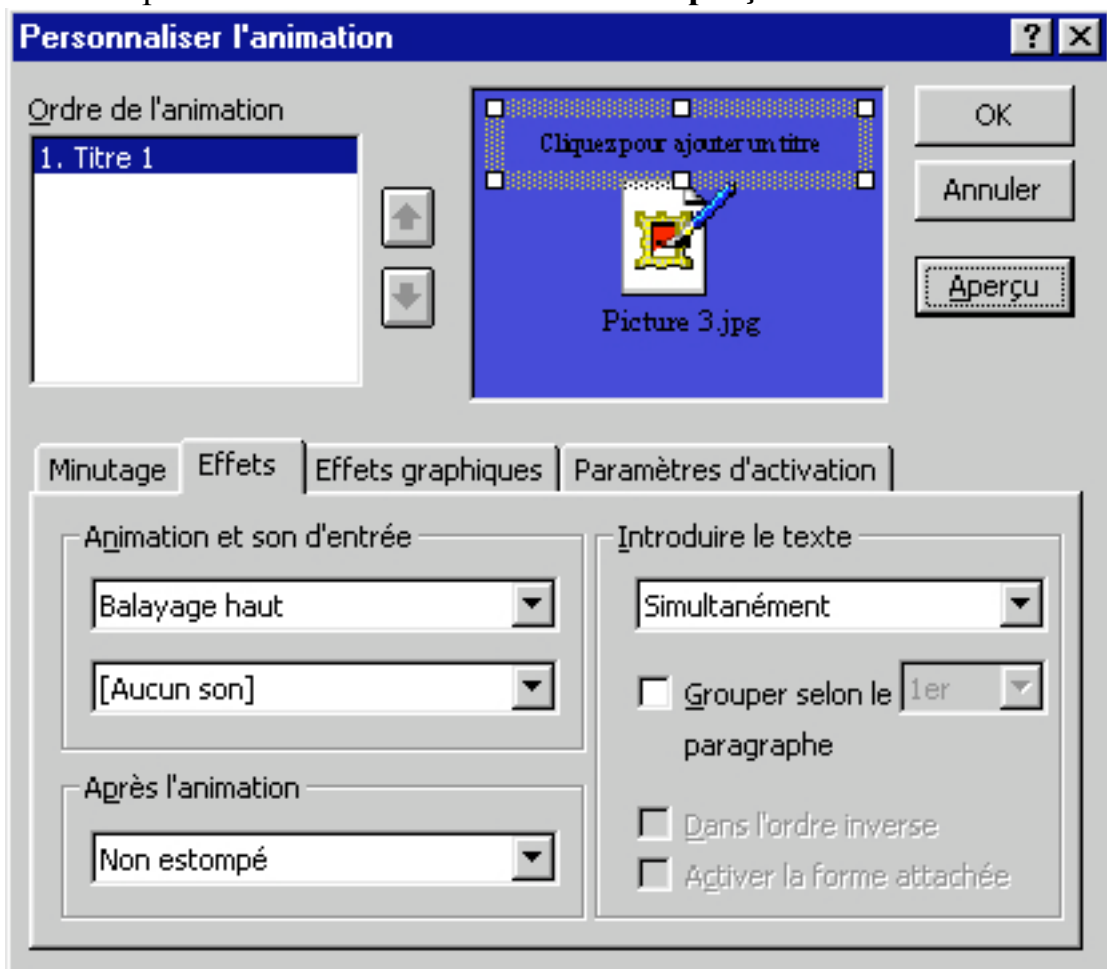 Personnaliser l'animation
Ordre de l'animation
1. Titre 1
Cliquez pour ajouter un titre
Picture 3.jpg
OK
Annuler
Aperçu
Minutage Effets Effets graphiques Paramètres d'activation
Animation et son d'entrée
Balayage haut
[Aucun son]
Après l'animation
Non estompé
Introduire le texte
Simultanément
Grouper selon le 1er
paragraphe
Dans l'ordre inverse
Activer la forme attachée